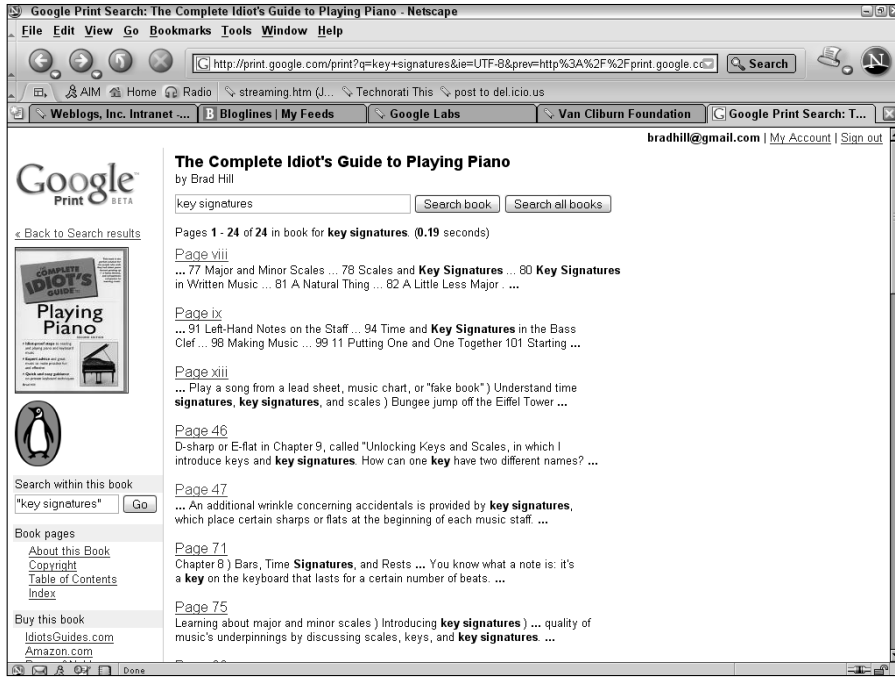 Google Print Search: The Complete Idiot's Guide to Playing Piano - Netscape
File Edit View Go Bookmarks Tools Window Help
http://print.google.com/print?q=key+signatures&ie=UTF-8&prev=http%3A%2F%2Fprint.google.co Search
AIM Home Radio streaming.htm (J... Technorati This post to del.icio.us
Weblogs, Inc. Intranet -... Bloglines | My Feeds Google Labs Van Cliburn Foundation Google Print Search: T...
bradhill@gmail.com | My Account | Sign out
Google
Print BETA
« Back to Search results
THE COMPLETE
IDIOT'S
GUIDE TO
Playing
Piano
Search within this book
"key signatures" Go
Book pages
About this Book
Copyright
Table of Contents
Index
Buy this book
IdiotsGuides.com
Amazon.com
The Complete Idiot's Guide to Playing Piano
by Brad Hill
key signatures Search book Search all books
Pages 1 - 24 of 24 in book for key signatures. (0.19 seconds)
Page viii
... 77 Major and Minor Scales ... 78 Scales and Key Signatures ... 80 Key Signatures
in Written Music ... 81 A Natural Thing ... 82 A Little Less Major . ...
Page ix
... 91 Left-Hand Notes on the Staff ... 94 Time and Key Signatures in the Bass
Clef ... 98 Making Music ... 99 11 Putting One and One Together 101 Starting ...
Page xiii
... Play a song from a lead sheet, music chart, or "fake book" ) Understand time
signatures, key signatures, and scales ) Bungee jump off the Eiffel Tower ...
Page 46
D-sharp or E-flat in Chapter 9, called "Unlocking Keys and Scales, in which I
introduce keys and key signatures. How can one key have two different names? ...
Page 47
... An additional wrinkle concerning accidentals is provided by key signatures,
which place certain sharps or flats at the beginning of each music staff. ...
Page 71
Chapter 8 ) Bars, Time Signatures, and Rests ... You know what a note is: it's
a key on the keyboard that lasts for a certain number of beats. ...
Page 75
Learning about major and minor scales ) Introducing key signatures ) ... quality of
music's underpinnings by discussing scales, keys, and key signatures. ...
Done